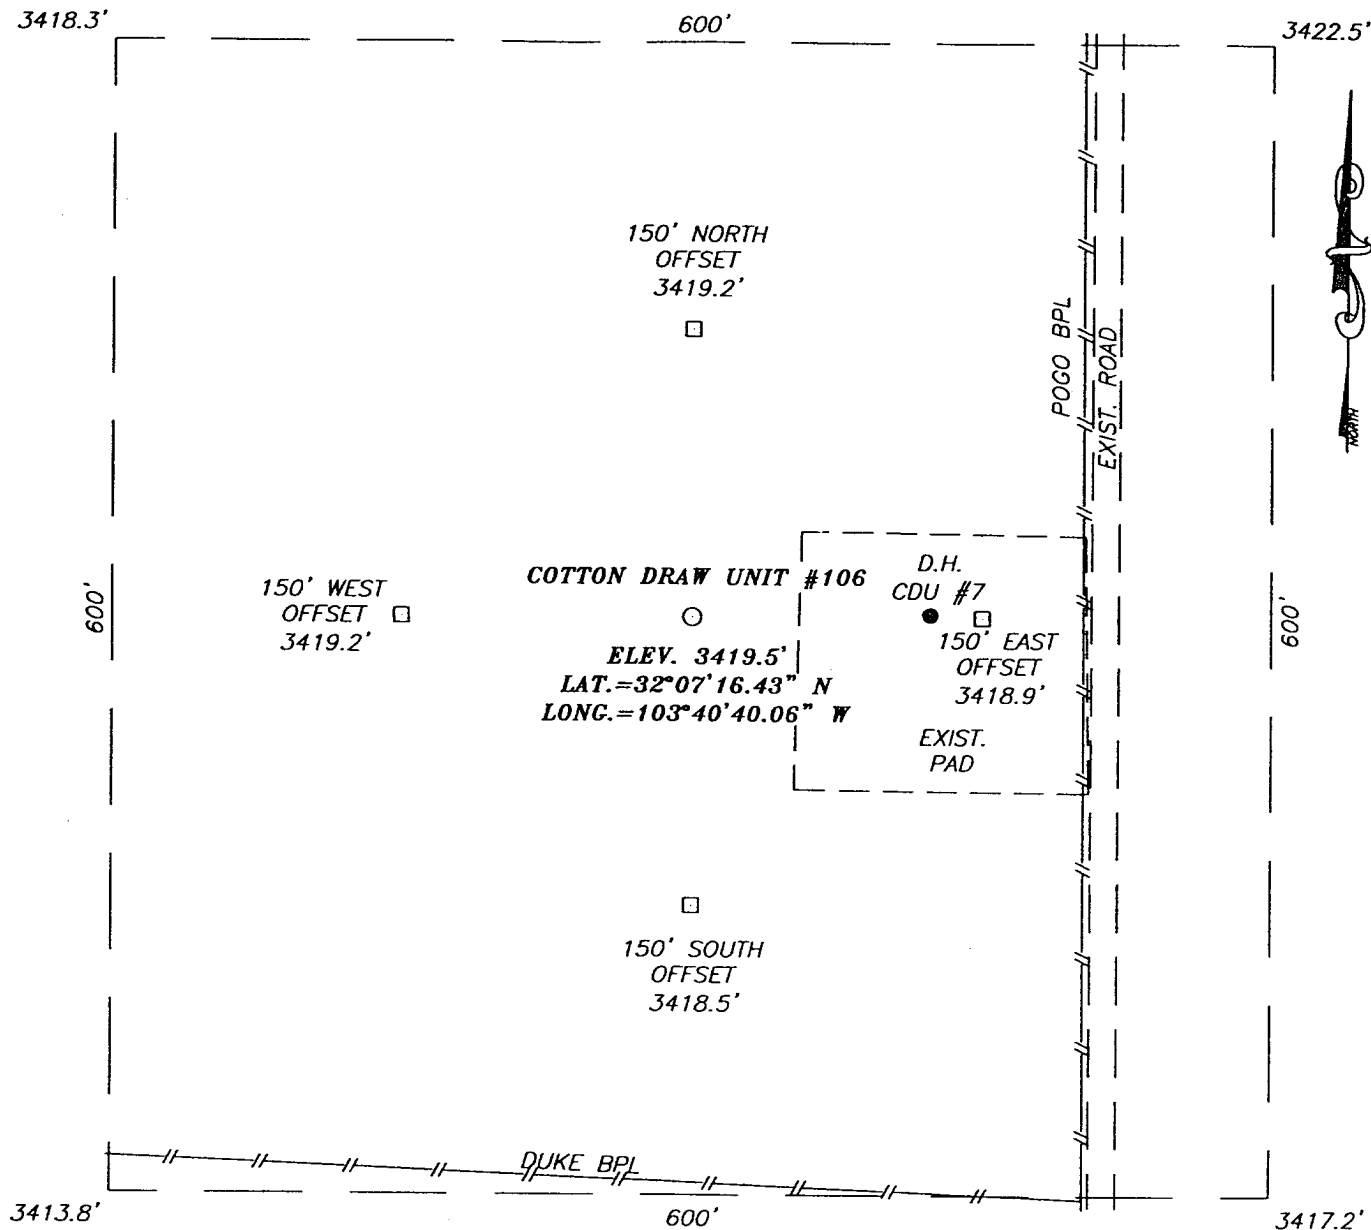 3418.3'
600'
3422.5'
150' NORTH
OFFSET
3419.2'
POGO BPL
EXIST. ROAD
NORTH
600'
150' WEST
OFFSET
3419.2'
COTTON DRAW UNIT #106
ELEV. 3419.5'
LAT.=32°07'16.43" N
LONG.=103°40'40.06" W
D.H.
CDU #7
150' EAST
OFFSET
3418.9'
EXIST.
PAD
600'
150' SOUTH
OFFSET
3418.5'
DUKE BPL
3413.8'
600'
3417.2'